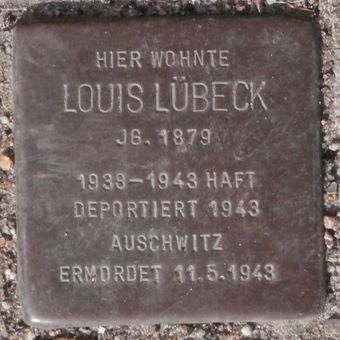 HIER WOHNTE
LOUIS LÜBECK
JG. 1879
1938–1943 HAFT
DEPORTIERT 1943
AUSCHWITZ
ERMORDET 11.5.1943